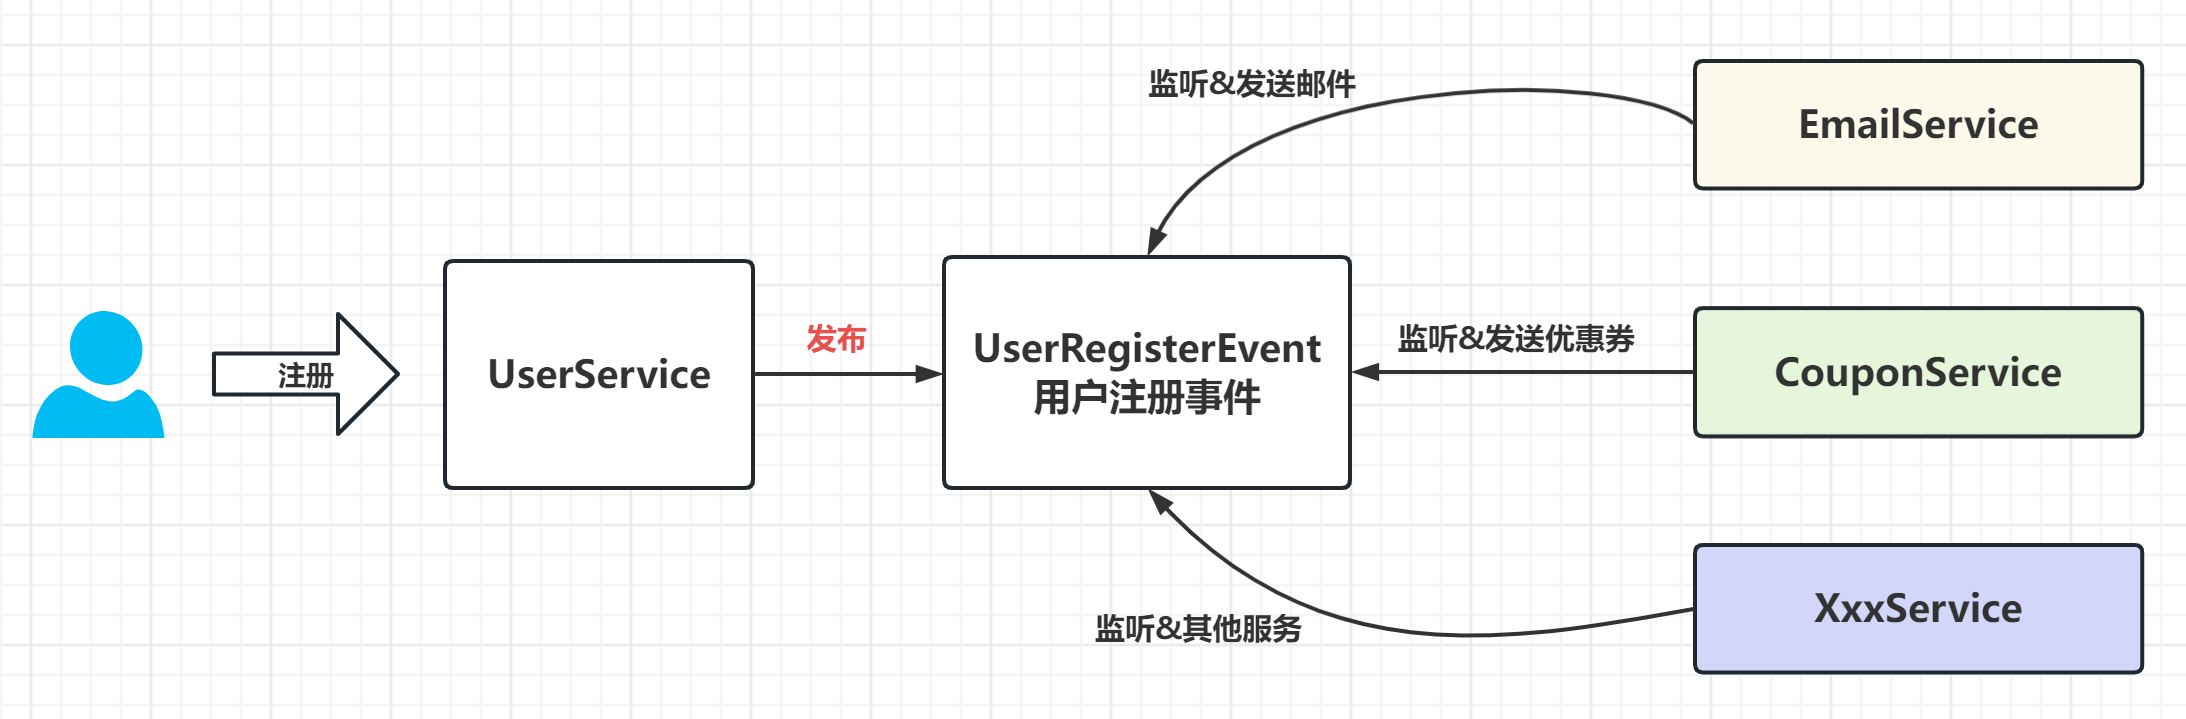 注册
UserService
发布
UserRegisterEvent
用户注册事件
监听&发送邮件
EmailService
监听&发送优惠券
CouponService
监听&其他服务
XxxService